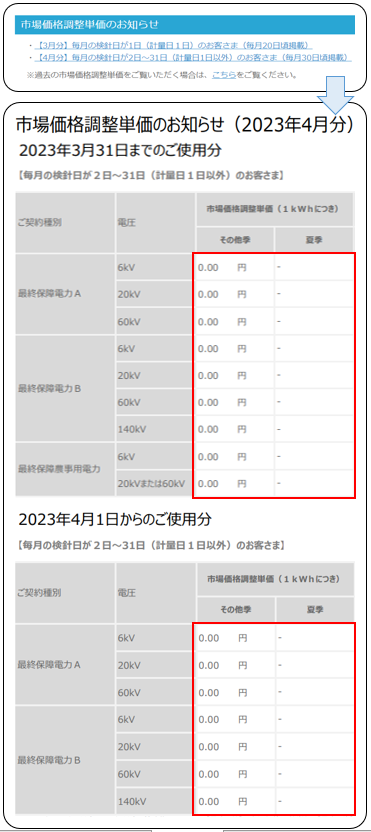 市場価格調整単価のお知らせ
・【3月分】毎月の検針日が1日（計量日１日）のお客さま（毎月20日頃掲載）
・【4月分】毎月の検針日が2日～31日（計量日1日以外）のお客さま（毎月30日頃掲載）
※過去の市場価格調整単価をご覧いただく場合は、こちらをご覧ください。
市場価格調整単価のお知らせ（2023年4月分）
2023年3月31日までのご使用分
【毎月の検針日が２日～31日（計量日１日以外）のお客さま】
ご契約種別 電圧 市場価格調整単価（１ｋＷｈにつき）
その他季 夏季
最終保障電力Ａ 6kV 0.00 円 -
20kV 0.00 円 -
60kV 0.00 円 -
最終保障電力Ｂ 6kV 0.00 円 -
20kV 0.00 円 -
60kV 0.00 円 -
140kV 0.00 円 -
最終保障農事用電力 6kV 0.00 円 -
20kVまたは60kV 0.00 円 -
2023年4月1日からのご使用分
【毎月の検針日が２日～31日（計量日１日以外）のお客さま】
ご契約種別 電圧 市場価格調整単価（１ｋＷｈにつき）
その他季 夏季
最終保障電力Ａ 6kV 0.00 円 -
20kV 0.00 円 -
60kV 0.00 円 -
最終保障電力Ｂ 6kV 0.00 円 -
20kV 0.00 円 -
60kV 0.00 円 -
140kV 0.00 円 -